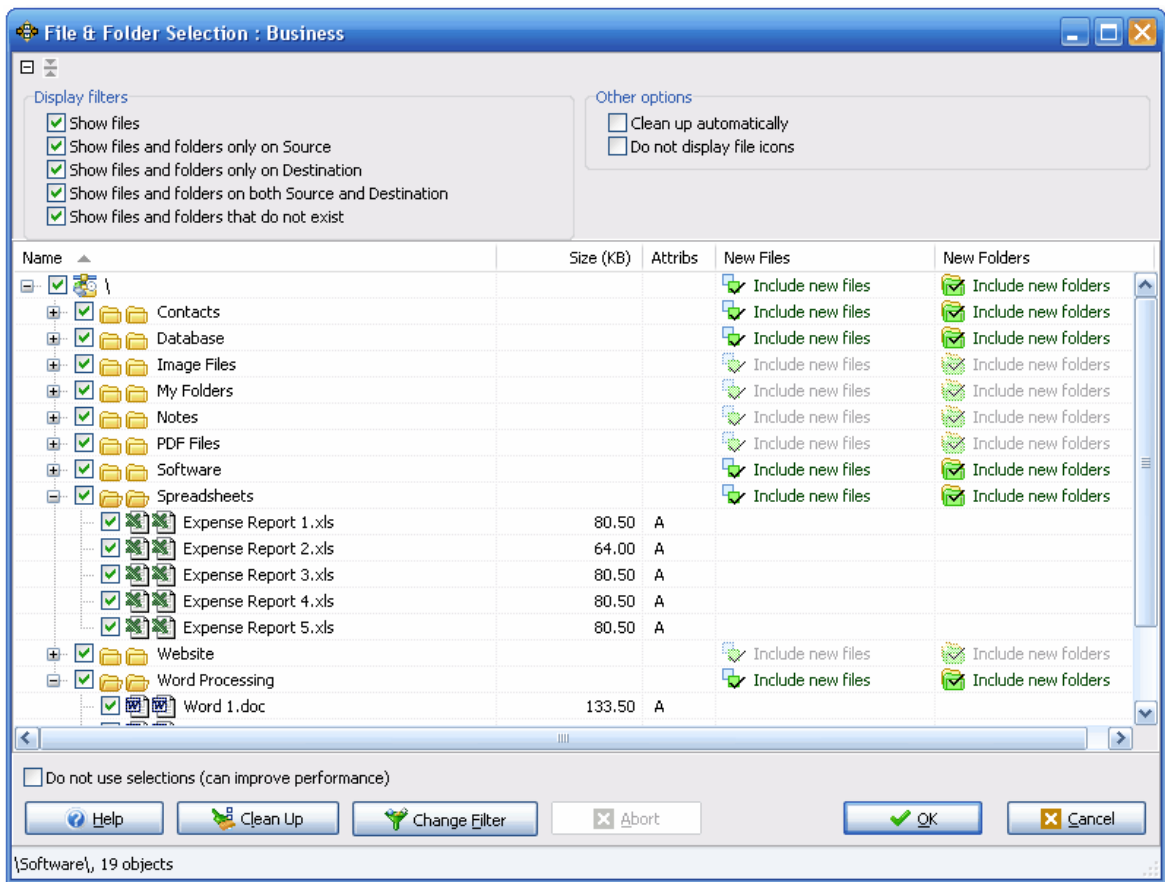 File & Folder Selection : Business
Display filters
Show files
Show files and folders only on Source
Show files and folders only on Destination
Show files and folders on both Source and Destination
Show files and folders that do not exist
Other options
Clean up automatically
Do not display file icons
Name Size (KB) Attribs New Files New Folders
\ Include new files Include new folders
Contacts Include new files Include new folders
Database Include new files Include new folders
Image Files Include new files Include new folders
My Folders Include new files Include new folders
Notes Include new files Include new folders
PDF Files Include new files Include new folders
Software Include new files Include new folders
Spreadsheets Include new files Include new folders
Expense Report 1.xls 80.50 A
Expense Report 2.xls 64.00 A
Expense Report 3.xls 80.50 A
Expense Report 4.xls 80.50 A
Expense Report 5.xls 80.50 A
Website Include new files Include new folders
Word Processing Include new files Include new folders
Word 1.doc 133.50 A
Do not use selections (can improve performance)
Help Clean Up Change Filter Abort OK Cancel
\Software\, 19 objects